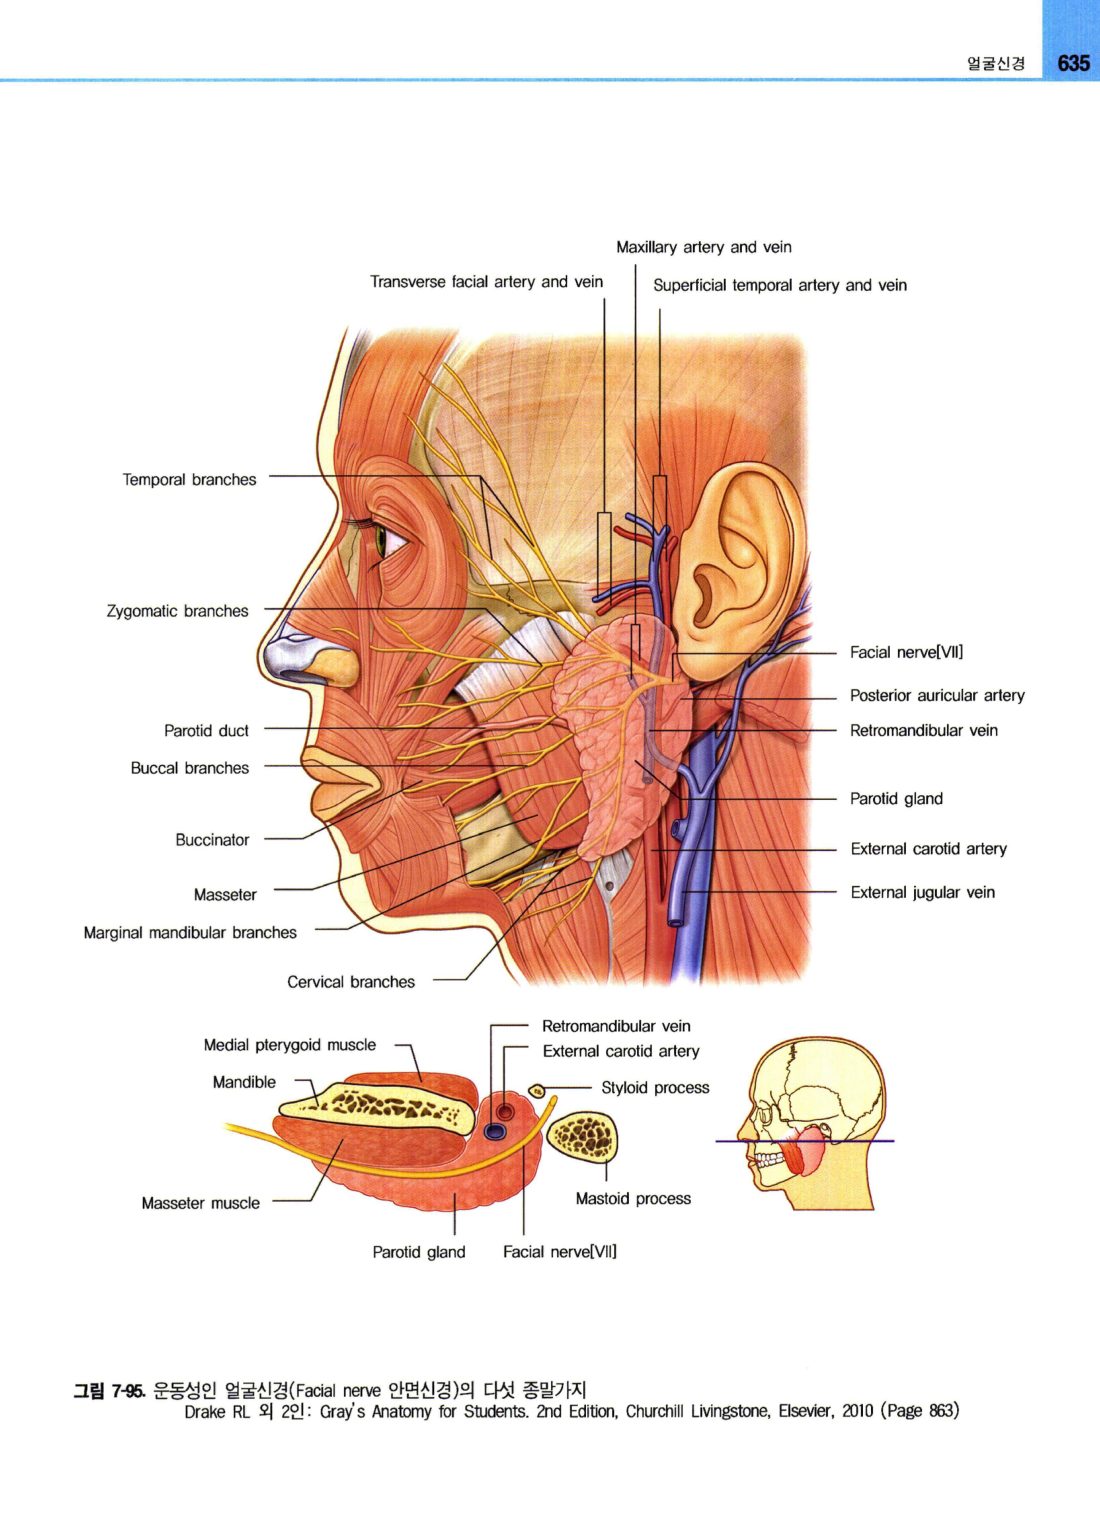 얼굴신경 635
Maxillary artery and vein
Transverse facial artery and vein
Superficial temporal artery and vein
Temporal branches
Zygomatic branches
Facial nerve[VII]
Posterior auricular artery
Parotid duct
Retromandibular vein
Buccal branches
Parotid gland
Buccinator
External carotid artery
Masseter
External jugular vein
Marginal mandibular branches
Cervical branches
Retromandibular vein
Medial pterygoid muscle
External carotid artery
Mandible
Styloid process
Masseter muscle
Mastoid process
Parotid gland
Facial nerve[VII]
그림 7-95. 운동성인 얼굴신경(Facial nerve 안면신경)의 다섯 종말가지
Drake RL 외 2인: Gray's Anatomy for Students. 2nd Edition, Churchill Livingstone, Elsevier, 2010 (Page 863)